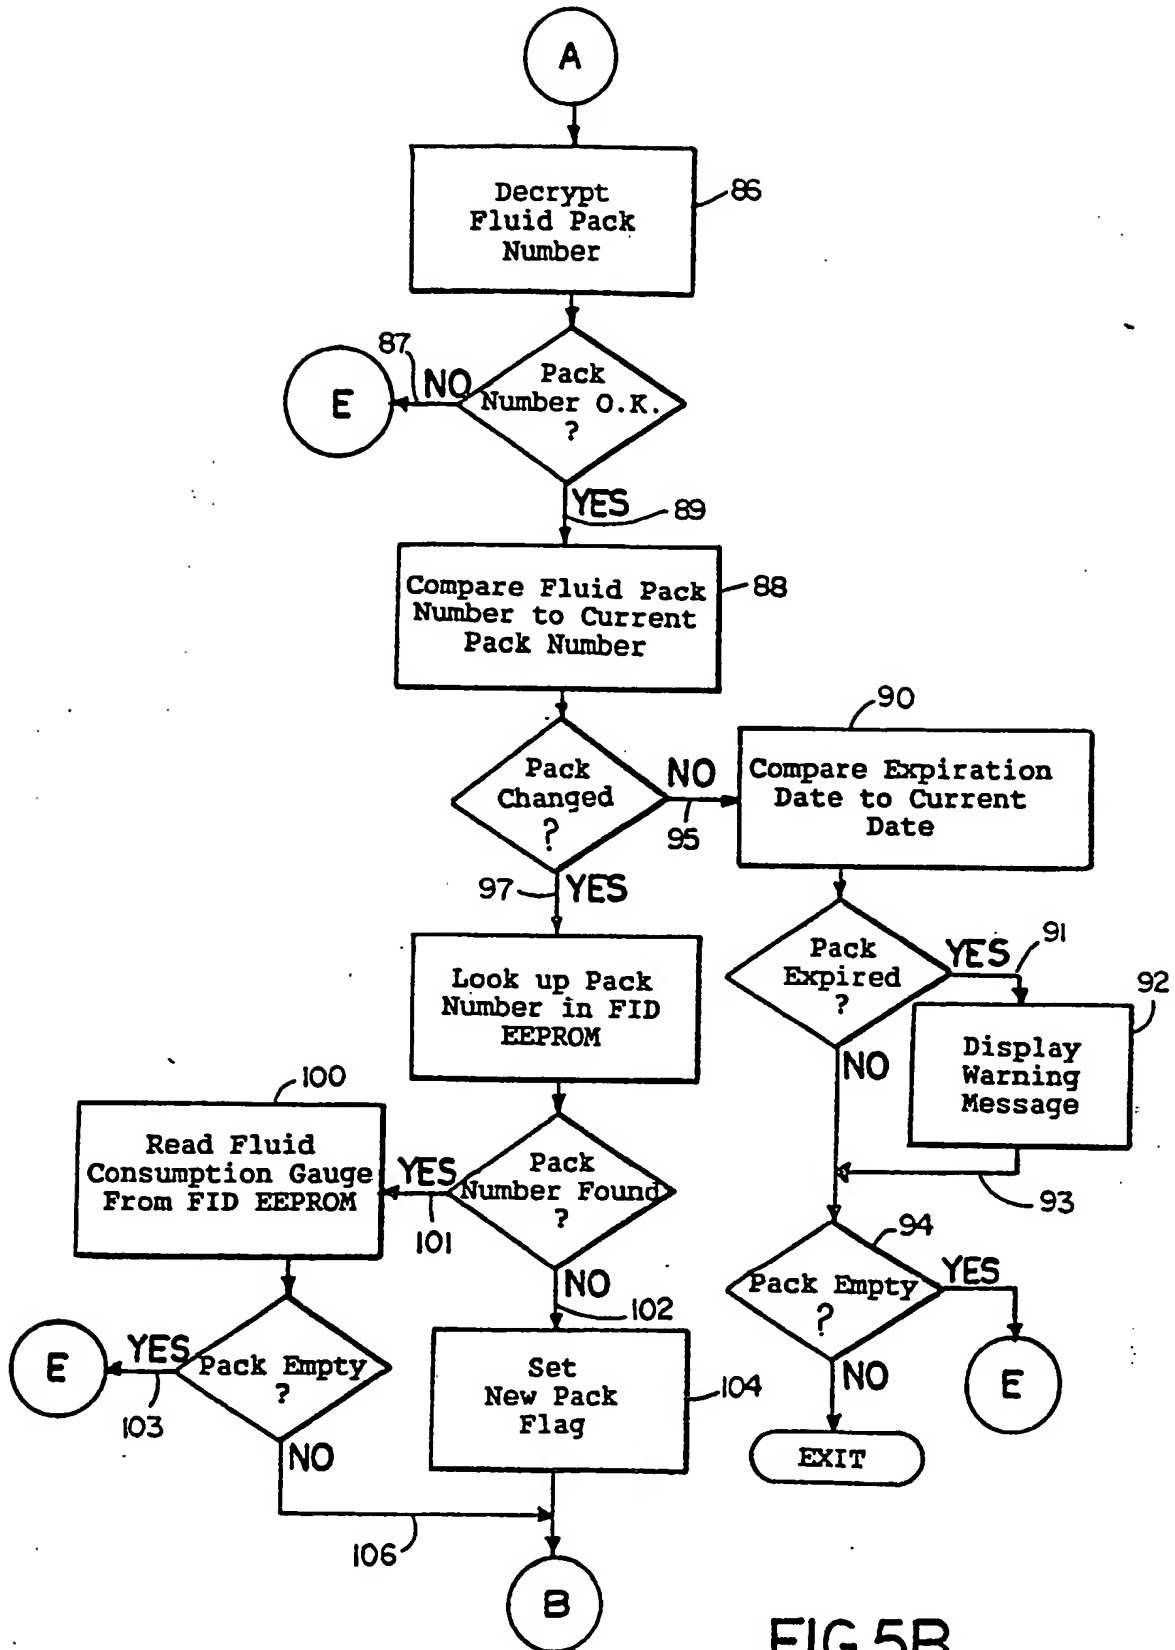 A
Decrypt
Fluid Pack
Number
86
87
NO
E
Pack
Number O.K.
?
YES
89
Compare Fluid Pack
Number to Current
Pack Number
88
Pack
Changed
?
NO
95
90
Compare Expiration
Date to Current
Date
97
YES
Look up Pack
Number in FID
EEPROM
Pack
Expired
?
YES
91
92
Display
Warning
Message
NO
93
100
Read Fluid
Consumption Gauge
From FID EEPROM
YES
101
Pack
Number Found
?
NO
102
94
Pack Empty
?
YES
E
NO
EXIT
E
YES
103
Pack Empty
?
NO
Set
New Pack
Flag
104
106
B
FIG.5B